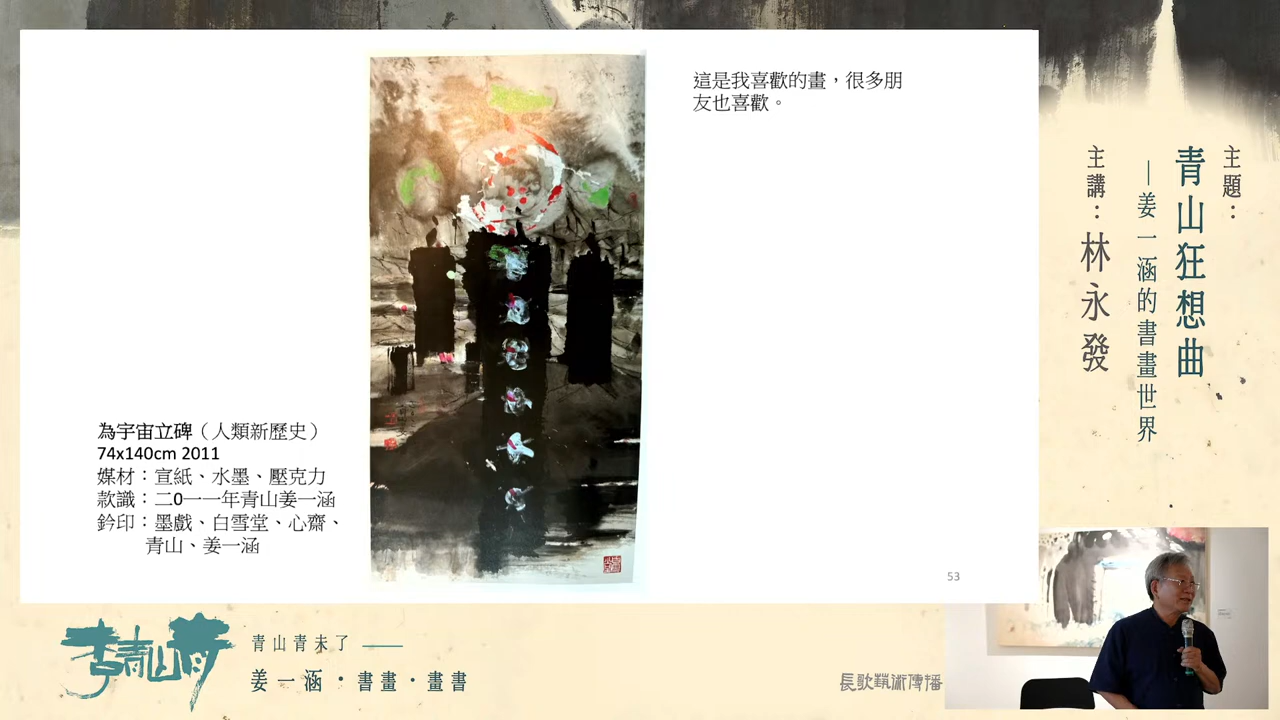 這是我喜歡的畫，很多朋
友也喜歡。
為宇宙立碑（人類新歷史）
74x140cm 2011
媒材：宣紙、水墨、壓克力
款識：二0一一年青山姜一涵
鈐印：墨戲、白雪堂、心齋、
青山、姜一涵
53
主題：
青山狂想曲
—姜一涵的書畫世界
主講：林永發
青山青未了——
姜一涵·書畫·畫書
長歌藝術傳播